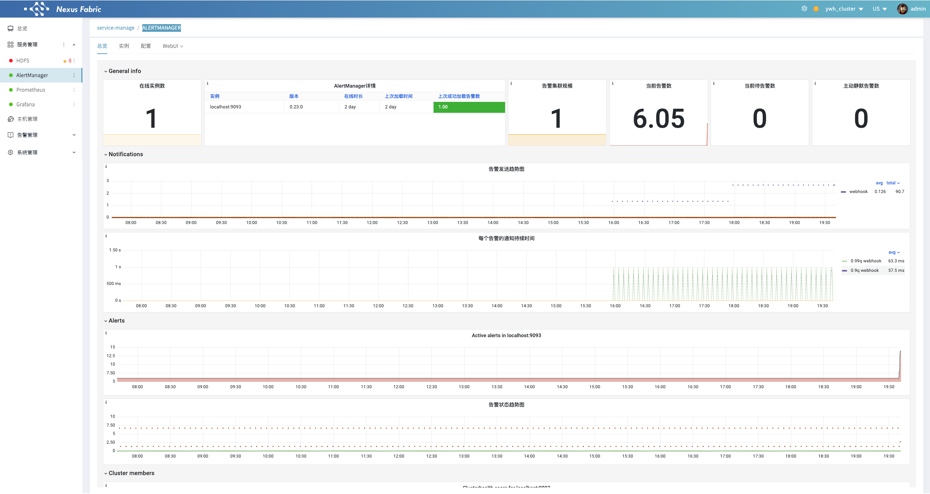 Nexus Fabric
ywh_cluster
US
admin
总览
服务管理
HDFS
6
AlertManager
Prometheus
Grafana
主机管理
告警管理
系统管理
service-manage / ALERTMANAGER
总览 实例 配置 WebUI
General info
在线实例数
1
AlertManager详情
实例 版本 在线时长 上次加载时间 上次成功加载告警数
localhost:9093 0.23.0 2 day 2 day 1.00
告警集群规模
1
当前告警数
6.05
当前待告警数
0
主动静默告警数
0
Notifications
告警发送趋势图
3
2
1
0
08:00 08:30 09:00 09:30 10:00 10:30 11:00 11:30 12:00 12:30 13:00 13:30 14:00 14:30 15:00 15:30 16:00 16:30 17:00 17:30 18:00 18:30 19:00 19:30
avg total
webhook 0.126 90.7
每个告警的通知持续时间
1.50 s
1 s
500 ms
0 s
08:00 08:30 09:00 09:30 10:00 10:30 11:00 11:30 12:00 12:30 13:00 13:30 14:00 14:30 15:00 15:30 16:00 16:30 17:00 17:30 18:00 18:30 19:00 19:30
avg
0.99q webhook 63.3 ms
0.9q webhook 57.5 ms
Alerts
Active alerts in localhost:9093
15
12.5
10
7.50
5
08:00 08:30 09:00 09:30 10:00 10:30 11:00 11:30 12:00 12:30 13:00 13:30 14:00 14:30 15:00 15:30 16:00 16:30 17:00 17:30 18:00 18:30 19:00 19:30
告警状态趋势图
10
7.50
5
2.50
0
08:00 08:30 09:00 09:30 10:00 10:30 11:00 11:30 12:00 12:30 13:00 13:30 14:00 14:30 15:00 15:30 16:00 16:30 17:00 17:30 18:00 18:30 19:00 19:30
Cluster members